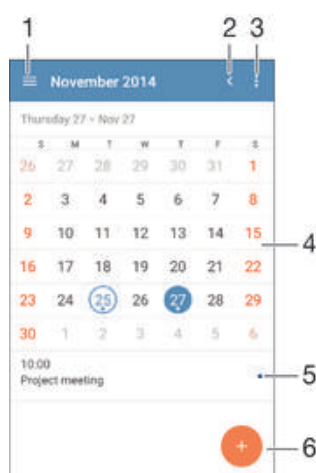 1 2 3
November 2014
Thursday 27 - Nov 27
S M T W T F S
26 27 28 29 30 31 1
2 3 4 5 6 7 8
9 10 11 12 13 14 15
4
16 17 18 19 20 21 22
23 24 25 26 27 28 29
30 1 2 3 4 5 6
10:00
Project meeting
5
+
6